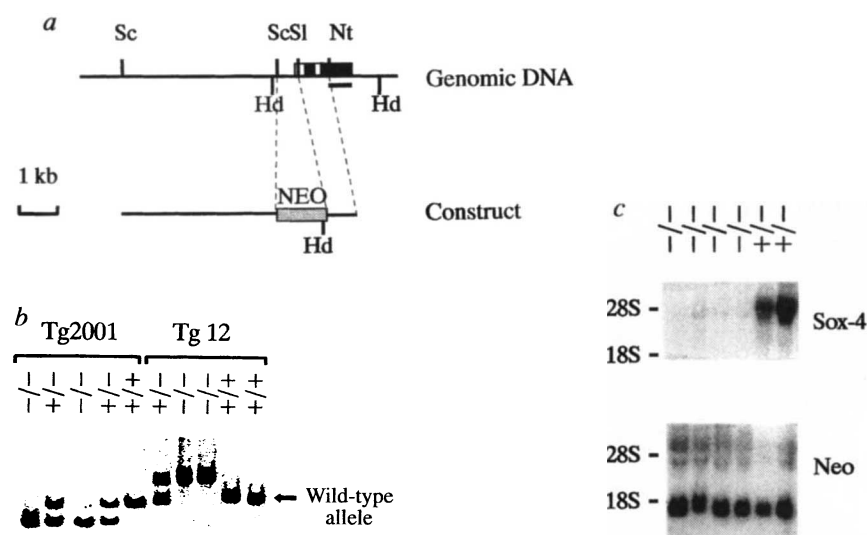 a
Sc ScSl Nt
Genomic DNA
Hd Hd
1 kb
NEO
Construct
Hd
b
Tg2001 Tg 12
-/- +/- -/- +/- +/+ +/- -/- -/- +/+ +/+
Wild-type
allele
c
-/- -/- -/- -/- +/- +/-
28S -
Sox-4
18S -
28S -
Neo
18S -